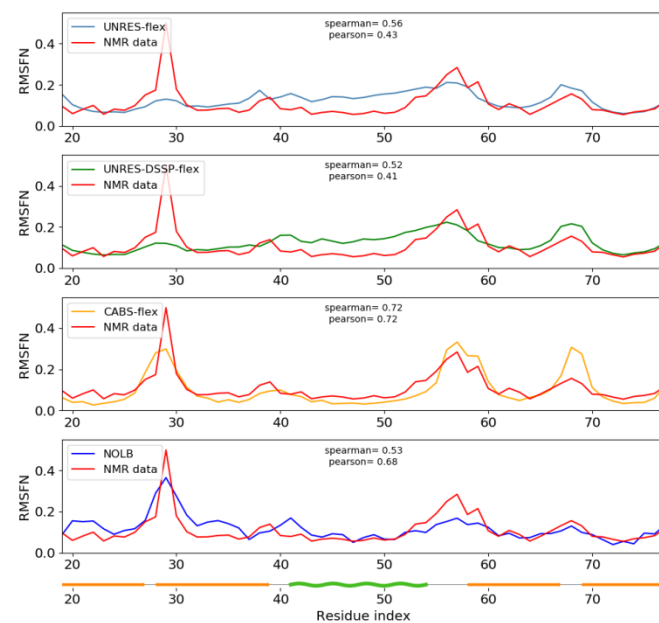 UNRES-flex
NMR data
spearman= 0.56
pearson= 0.43
RMSFN
0.4
0.2
0.0
20 30 40 50 60 70
UNRES-DSSP-flex
NMR data
spearman= 0.52
pearson= 0.41
RMSFN
0.4
0.2
0.0
20 30 40 50 60 70
CABS-flex
NMR data
spearman= 0.72
pearson= 0.72
RMSFN
0.4
0.2
0.0
20 30 40 50 60 70
NOLB
NMR data
spearman= 0.53
pearson= 0.68
RMSFN
0.4
0.2
0.0
20 30 40 50 60 70
Residue index